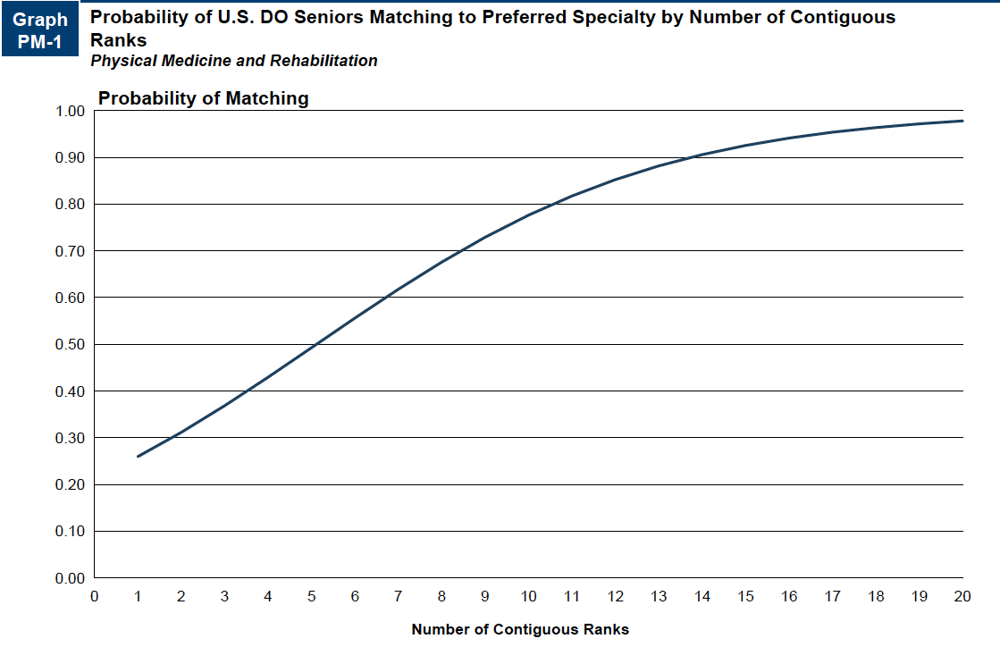 Graph
PM-1
Probability of U.S. DO Seniors Matching to Preferred Specialty by Number of Contiguous
Ranks
Physical Medicine and Rehabilitation
Probability of Matching
1.00
0.90
0.80
0.70
0.60
0.50
0.40
0.30
0.20
0.10
0.00
0 1 2 3 4 5 6 7 8 9 10 11 12 13 14 15 16 17 18 19 20
Number of Contiguous Ranks